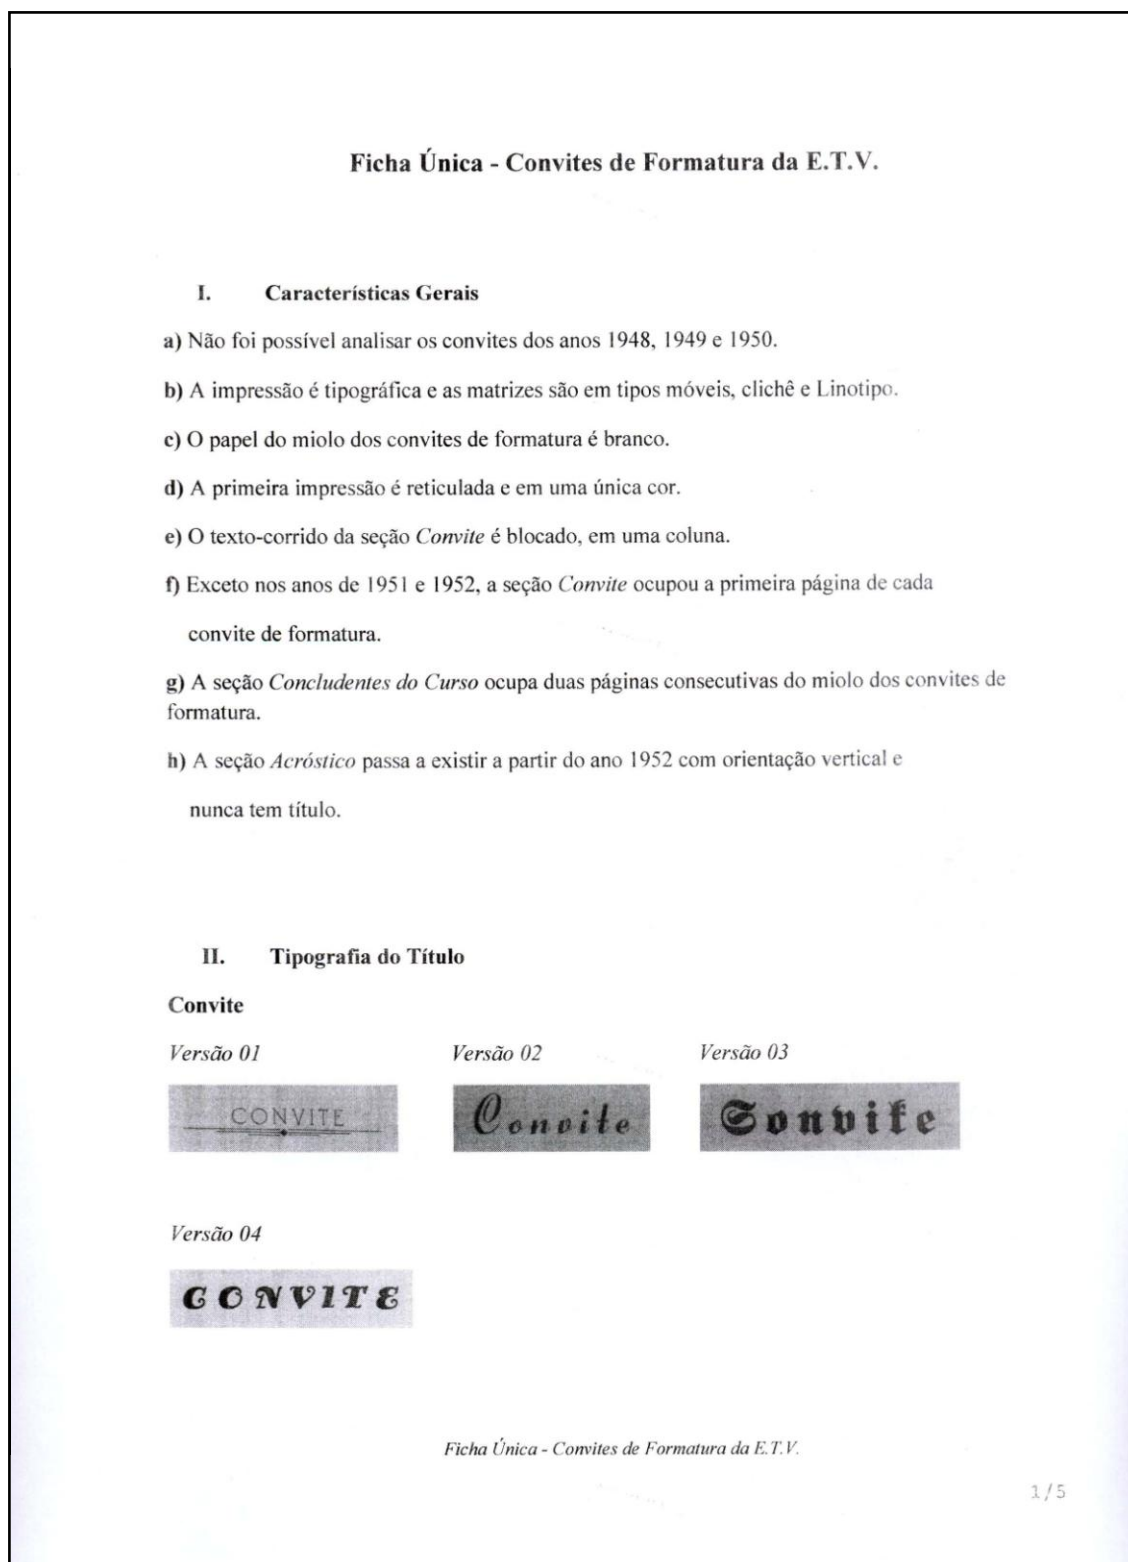 Ficha Única - Convites de Formatura da E.T.V.
I. Características Gerais
a) Não foi possível analisar os convites dos anos 1948, 1949 e 1950.
b) A impressão é tipográfica e as matrizes são em tipos móveis, clichê e Linotipo.
c) O papel do miolo dos convites de formatura é branco.
d) A primeira impressão é reticulada e em uma única cor.
e) O texto-corrido da seção Convite é blocado, em uma coluna.
f) Exceto nos anos de 1951 e 1952, a seção Convite ocupou a primeira página de cada
convite de formatura.
g) A seção Concludentes do Curso ocupa duas páginas consecutivas do miolo dos convites de
formatura.
h) A seção Acróstico passa a existir a partir do ano 1952 com orientação vertical e
nunca tem título.
II. Tipografia do Título
Convite
Versão 01 Versão 02 Versão 03
CONVITE Convite Convite
Versão 04
CONVITE
Ficha Única - Convites de Formatura da E.T.V.
1/5